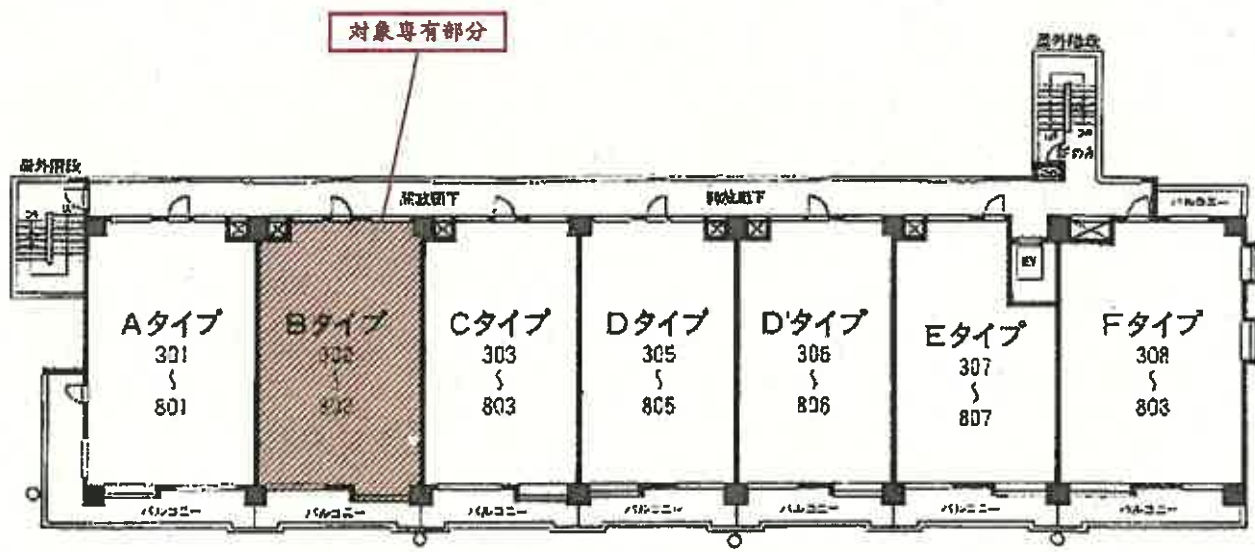 対象専有部分
屋外階段
屋外階段
開放廊下
開放廊下
バルコニー
EV
Aタイプ
301
〜
801
Bタイプ
302
〜
802
Cタイプ
303
〜
803
Dタイプ
305
〜
805
D'タイプ
306
〜
806
Eタイプ
307
〜
807
Fタイプ
308
〜
808
バルコニー
バルコニー
バルコニー
バルコニー
バルコニー
バルコニー
バルコニー